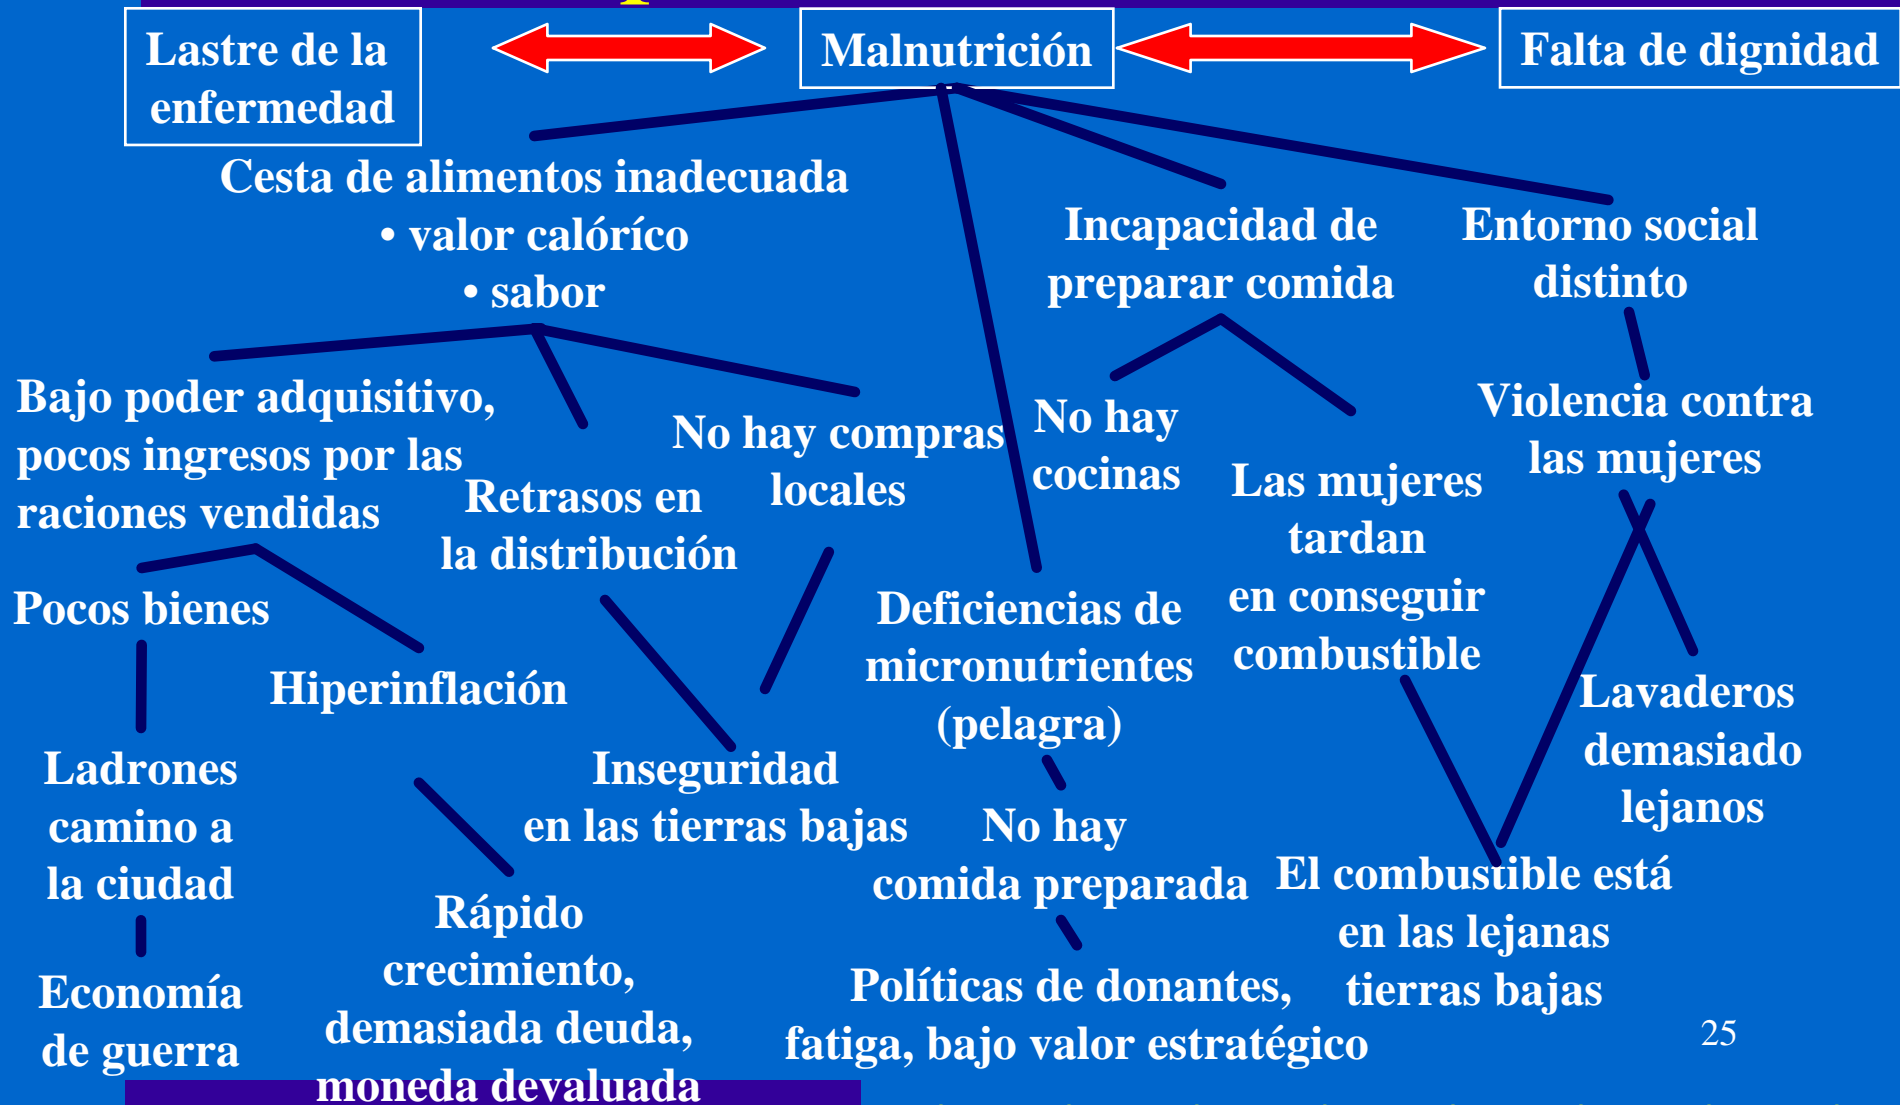 Lastre de la
enfermedad
Malnutrición
Falta de dignidad
Cesta de alimentos inadecuada
• valor calóríco
• sabor
Incapacidad de
preparar comida
Entorno social
distinto
Bajo poder adquisitivo,
pocos ingresos por las
raciones vendidas
Retrasos en
la distribución
No hay compras
locales
No hay
cocinas
Las mujeres
tardan
en conseguir
combustible
Violencia contra
las mujeres
Pocos bienes
Hiperinflación
Deficiencias de
micronutrientes
(pelagra)
Lavaderos
demasiado
lejanos
Ladrones
camino a
la ciudad
Inseguridad
en las tierras bajas
No hay
comida preparada
El combustible está
en las lejanas
tierras bajas
Economía
de guerra
Rápido
crecimiento,
demasiada deuda,
moneda devaluada
Políticas de donantes,
fatiga, bajo valor estratégico
25